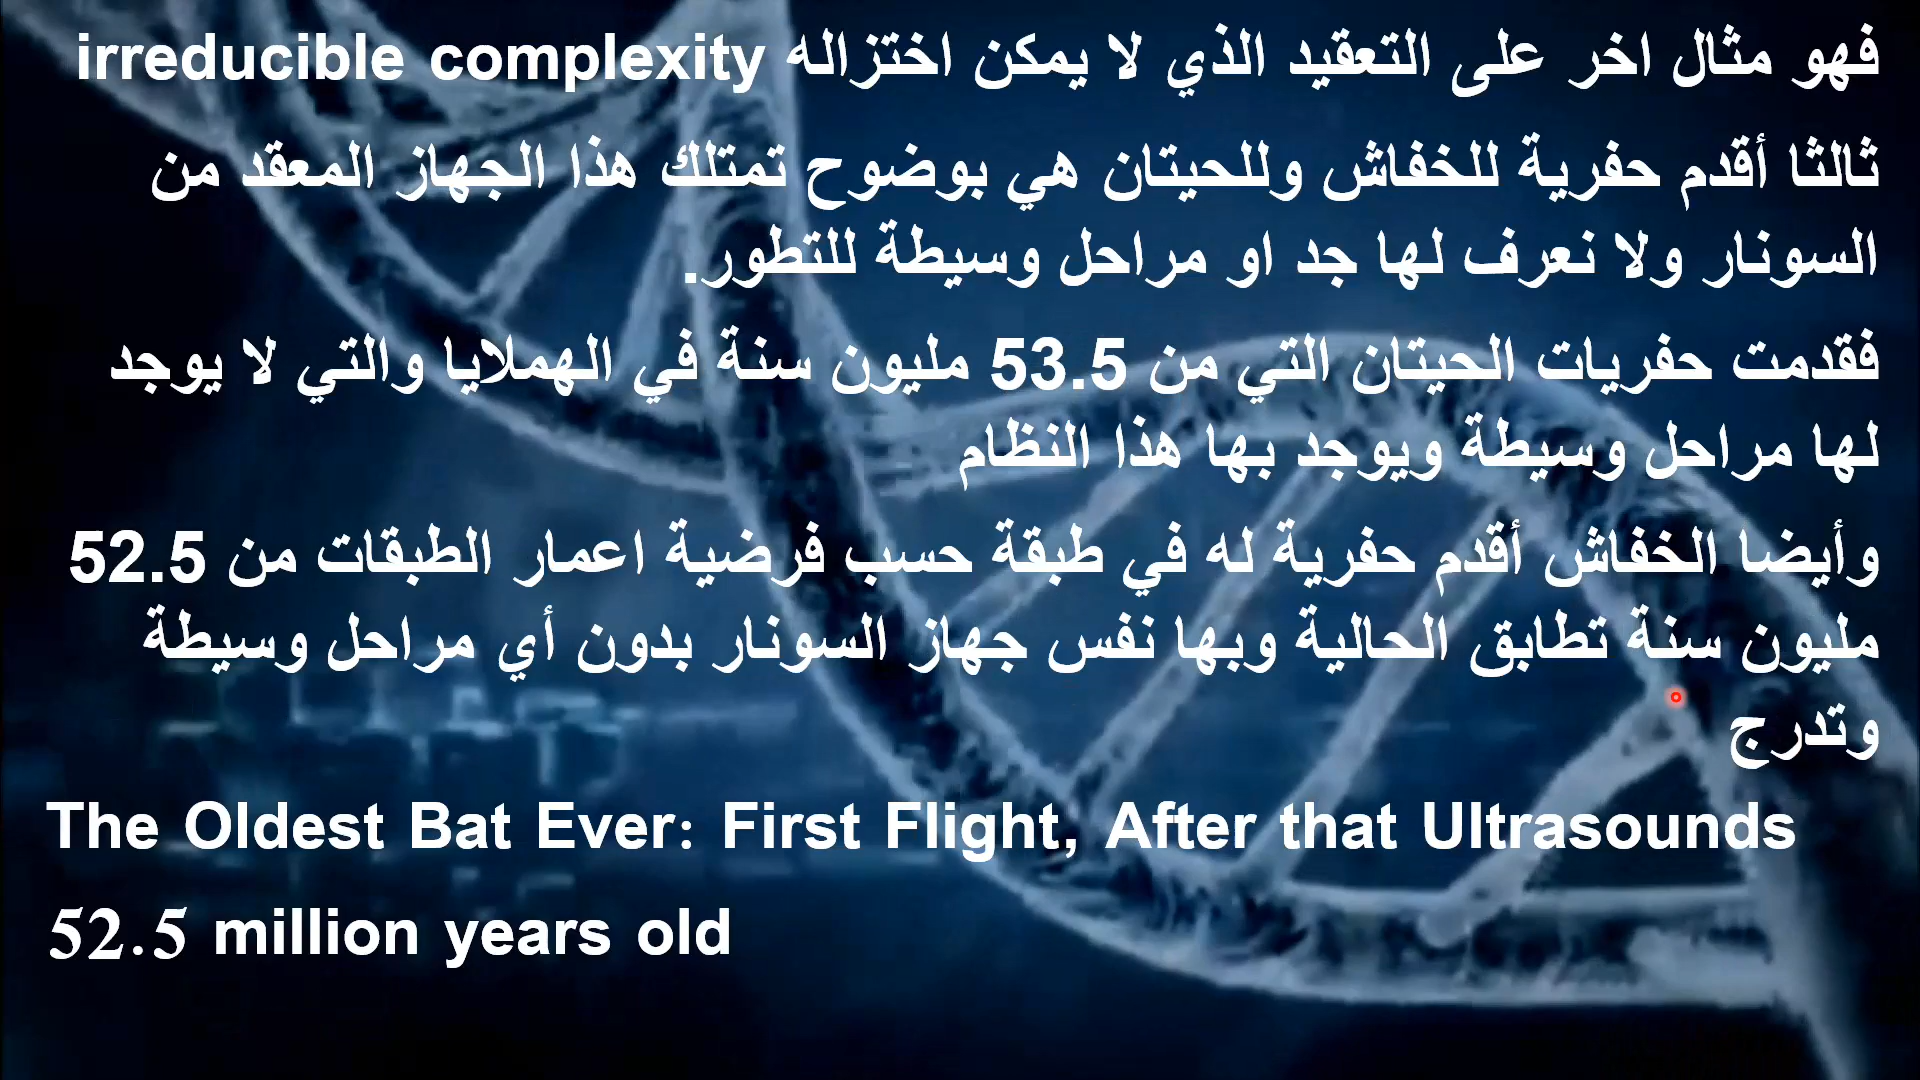 فهو مثال اخر على التعقيد الذي لا يمكن اختزاله irreducible complexity
ثالثا أقدم حفرية للخفاش وللحيتان هي بوضوح تمتلك هذا الجهاز المعقد من
السونار ولا نعرف لها جد او مراحل وسيطة للتطور.
فقدمت حفريات الحيتان التي من 53.5 مليون سنة في الهملايا والتي لا يوجد
لها مراحل وسيطة ويوجد بها هذا النظام
وأيضا الخفاش أقدم حفرية له في طبقة حسب فرضية اعمار الطبقات من 52.5
مليون سنة تطابق الحالية وبها نفس جهاز السونار بدون أي مراحل وسيطة
وتدرج
The Oldest Bat Ever: First Flight, After that Ultrasounds
52.5 million years old